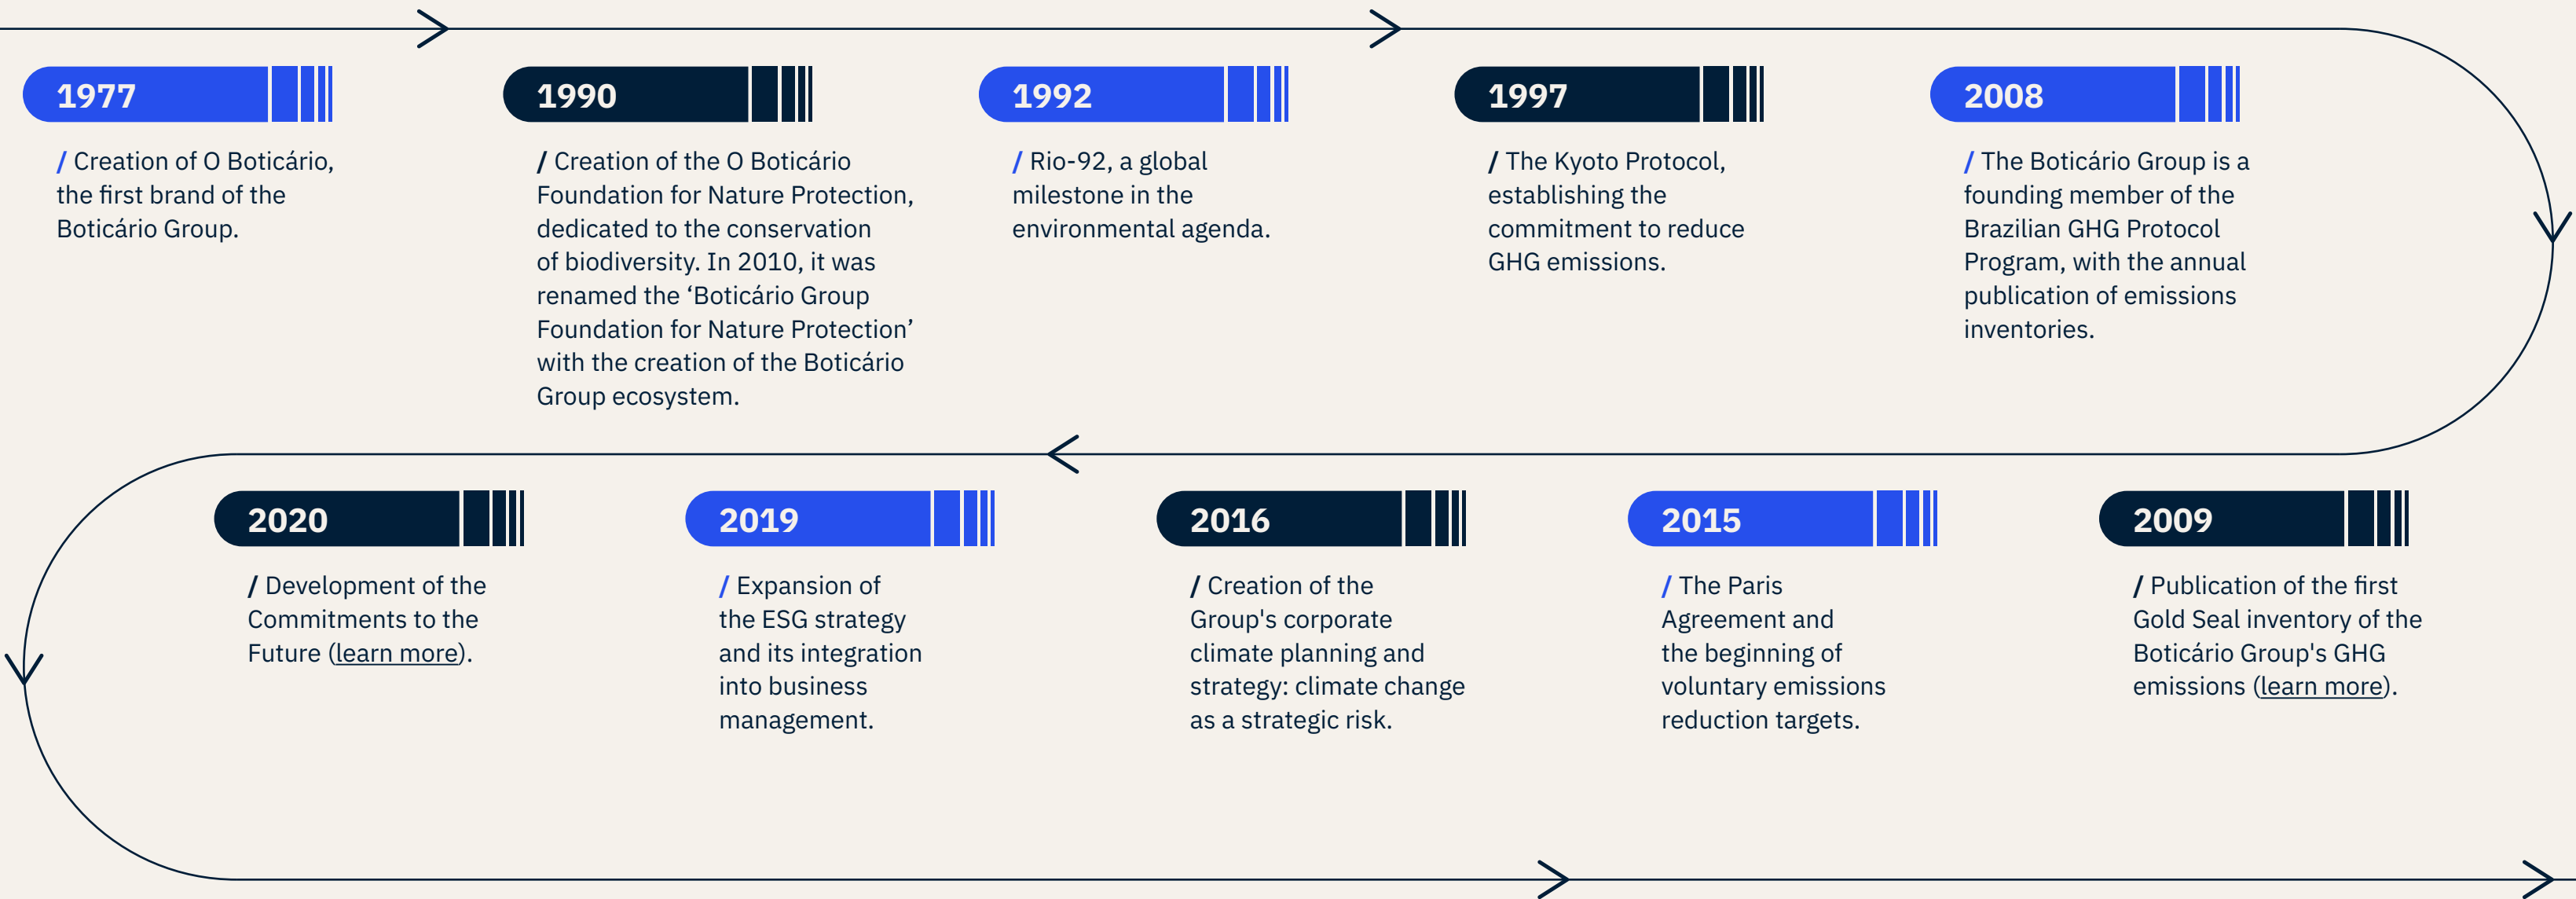 1977
/ Creation of O Boticário,
the first brand of the
Boticário Group.
1990
/ Creation of the O Boticário
Foundation for Nature Protection,
dedicated to the conservation
of biodiversity. In 2010, it was
renamed the ‘Boticário Group
Foundation for Nature Protection’
with the creation of the Boticário
Group ecosystem.
1992
/ Rio-92, a global
milestone in the
environmental agenda.
1997
/ The Kyoto Protocol,
establishing the
commitment to reduce
GHG emissions.
2008
/ The Boticário Group is a
founding member of the
Brazilian GHG Protocol
Program, with the annual
publication of emissions
inventories.
2009
/ Publication of the first
Gold Seal inventory of the
Boticário Group's GHG
emissions (learn more).
2015
/ The Paris
Agreement and
the beginning of
voluntary emissions
reduction targets.
2016
/ Creation of the
Group's corporate
climate planning and
strategy: climate change
as a strategic risk.
2019
/ Expansion of
the ESG strategy
and its integration
into business
management.
2020
/ Development of the
Commitments to the
Future (learn more).